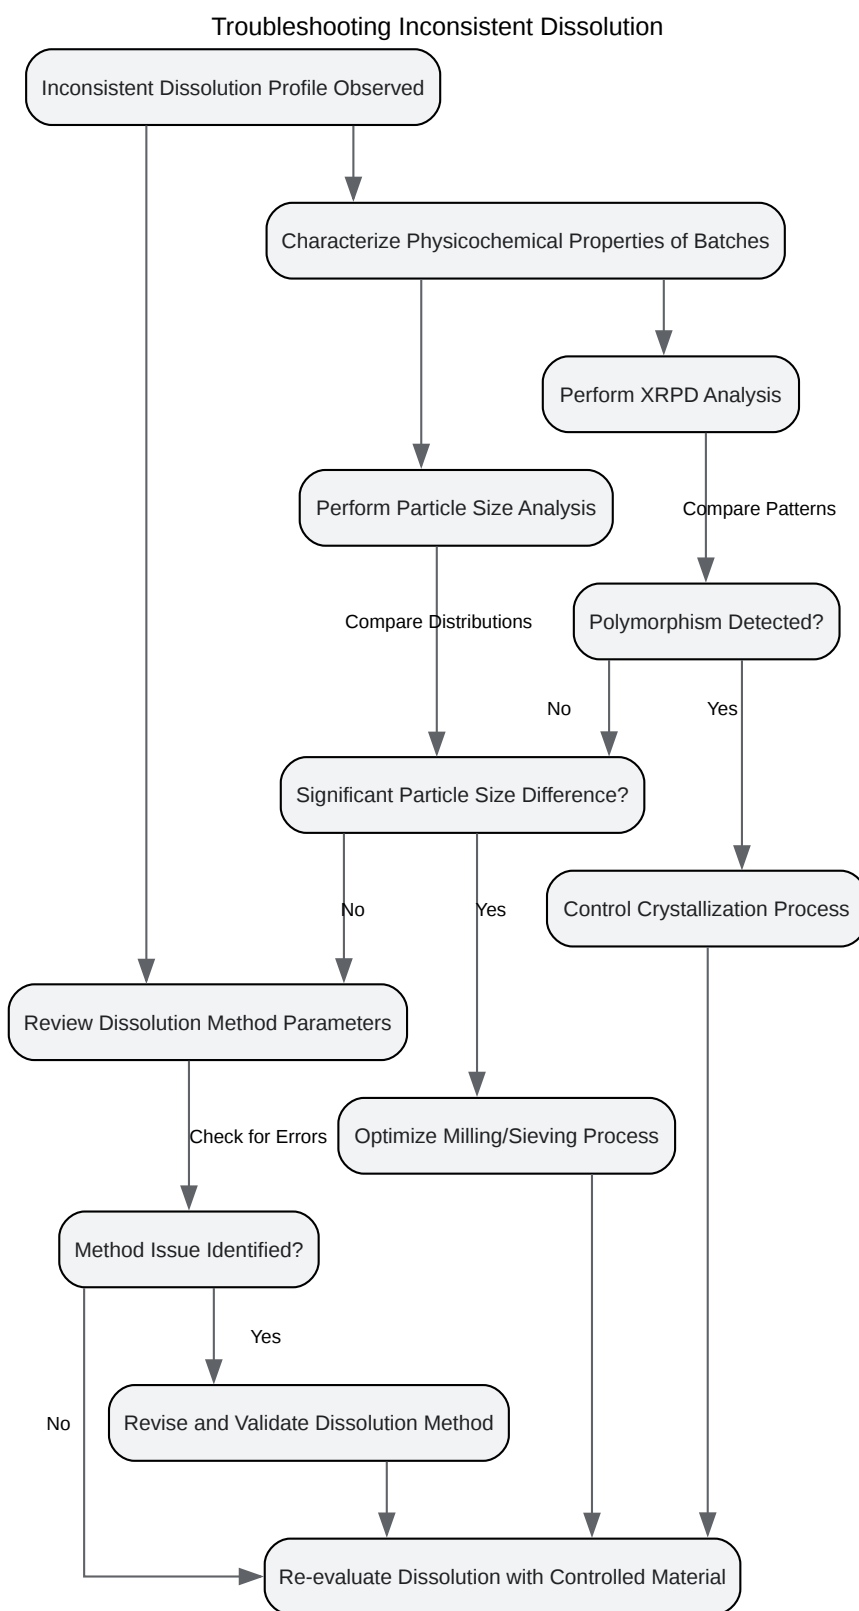 Troubleshooting Inconsistent Dissolution
Inconsistent Dissolution Profile Observed
Characterize Physicochemical Properties of Batches
Perform XRPD Analysis
Perform Particle Size Analysis
Compare Patterns
Compare Distributions
Polymorphism Detected?
No
Yes
Significant Particle Size Difference?
No
Yes
Control Crystallization Process
Review Dissolution Method Parameters
Check for Errors
Optimize Milling/Sieving Process
Method Issue Identified?
Yes
No
Revise and Validate Dissolution Method
Re-evaluate Dissolution with Controlled Material